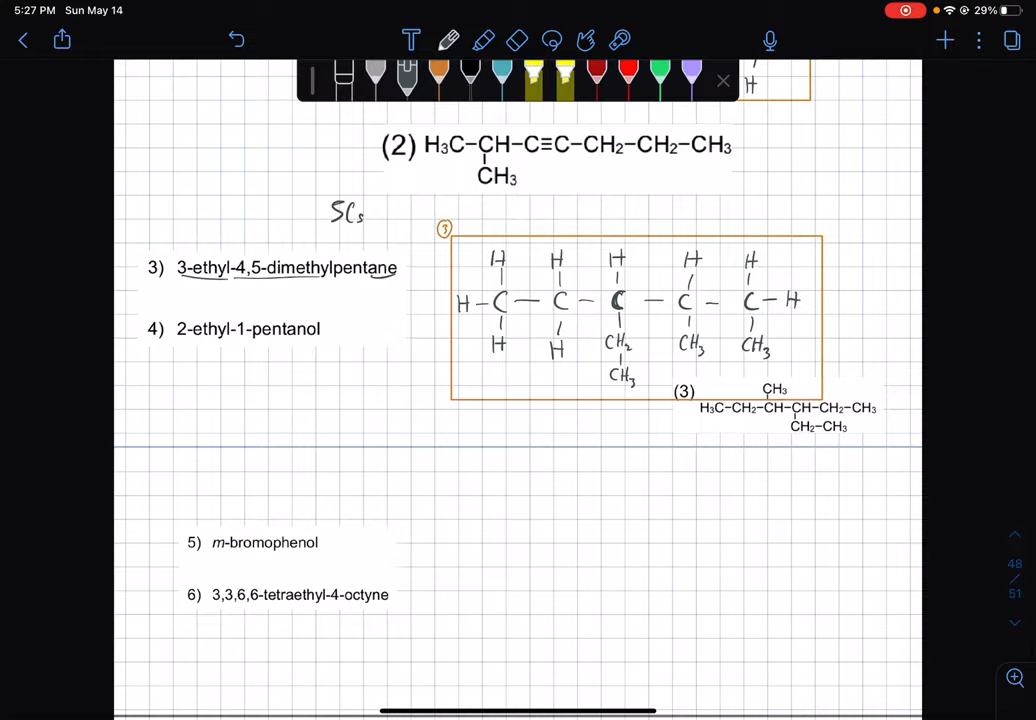 5:27 PM Sun May 14
29%
T
H
(2) H₃C-CH-C≡C-CH₂-CH₂-CH₃
CH₃
5Cs
③
3) 3-ethyl-4,5-dimethylpentane
H H H H H
H-C-C-C-C-C-H
H H CH₂ CH₃ CH₃
CH₃
4) 2-ethyl-1-pentanol
(3) CH₃
H₃C-CH₂-CH-CH-CH₂-CH₃
CH₂-CH₃
5) m-bromophenol
6) 3,3,6,6-tetraethyl-4-octyne
48
/
51